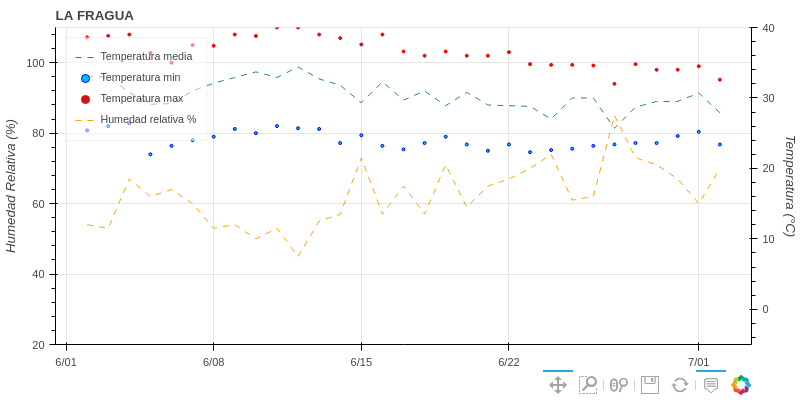 LA FRAGUA
Temperatura media
Temperatura min
Temperatura max
Humedad relativa %
Humedad Relativa (%)
100
80
60
40
20
Temperatura (°C)
40
30
20
10
0
6/01
6/08
6/15
6/22
7/01